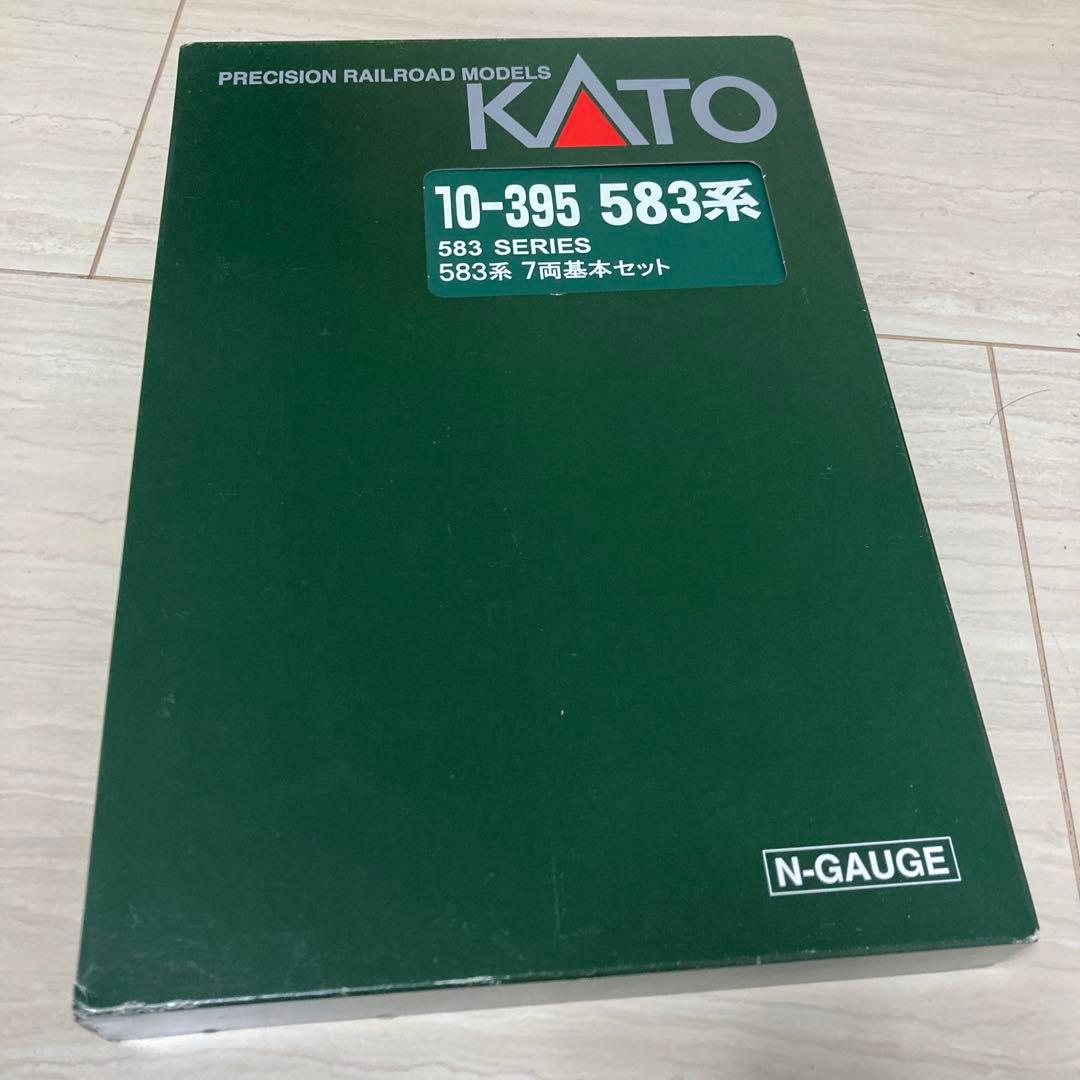 PRECISION RAILROAD MODELS
KATO
10-395 583系
583 SERIES
583系 7両基本セット
N-GAUGE